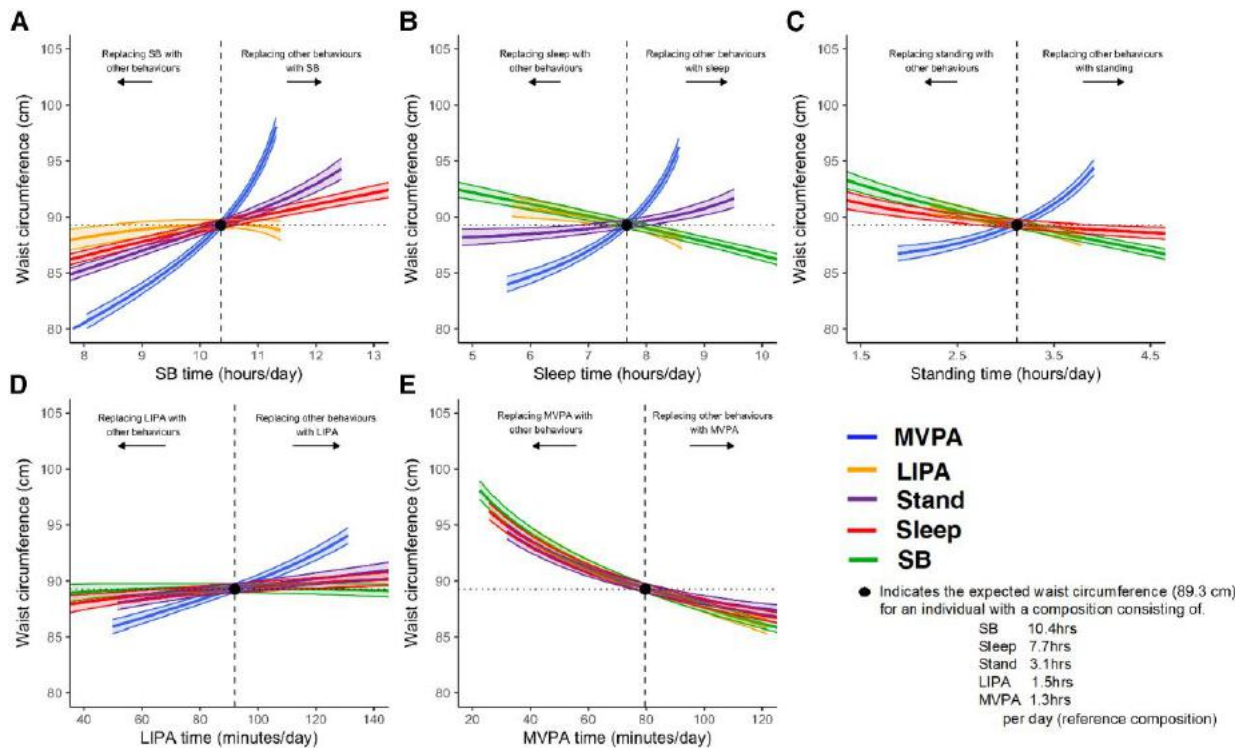 A
Replacing SB with
other behaviours
Replacing other behaviours
with SB
Waist circumference (cm)
105
100
95
90
85
80
8 9 10 11 12 13
SB time (hours/day)
B
Replacing sleep with
other behaviours
Replacing other behaviours
with sleep
Waist circumference (cm)
105
100
95
90
85
80
5 6 7 8 9 10
Sleep time (hours/day)
C
Replacing standing with
other behaviours
Replacing other behaviours
with standing
Waist circumference (cm)
105
100
95
90
85
80
1.5 2.5 3.5 4.5
Standing time (hours/day)
D
Replacing LIPA with
other behaviours
Replacing other behaviours
with LIPA
Waist circumference (cm)
105
100
95
90
85
80
40 60 80 100 120 140
LIPA time (minutes/day)
E
Replacing MVPA with
other behaviours
Replacing other behaviours
with MVPA
Waist circumference (cm)
105
100
95
90
85
80
20 40 60 80 100 120
MVPA time (minutes/day)
MVPA
LIPA
Stand
Sleep
SB
Indicates the expected waist circumference (89.3 cm)
for an individual with a composition consisting of.
SB 10.4hrs
Sleep 7.7hrs
Stand 3.1hrs
LIPA 1.5hrs
MVPA 1.3hrs
per day (reference composition)